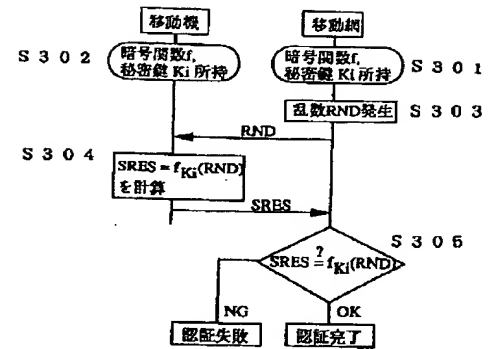 移動機
移動網
Ｓ３０２
暗号関数f,
秘密鍵 Ki 所持
暗号関数f,
秘密鍵 Ki 所持
Ｓ３０１
乱数RND発生
Ｓ３０３
RND
Ｓ３０４
SRES = fKi(RND)
を計算
SRES
Ｓ３０５
?
SRES = fKi(RND)
NG
OK
認証失敗
認証完了